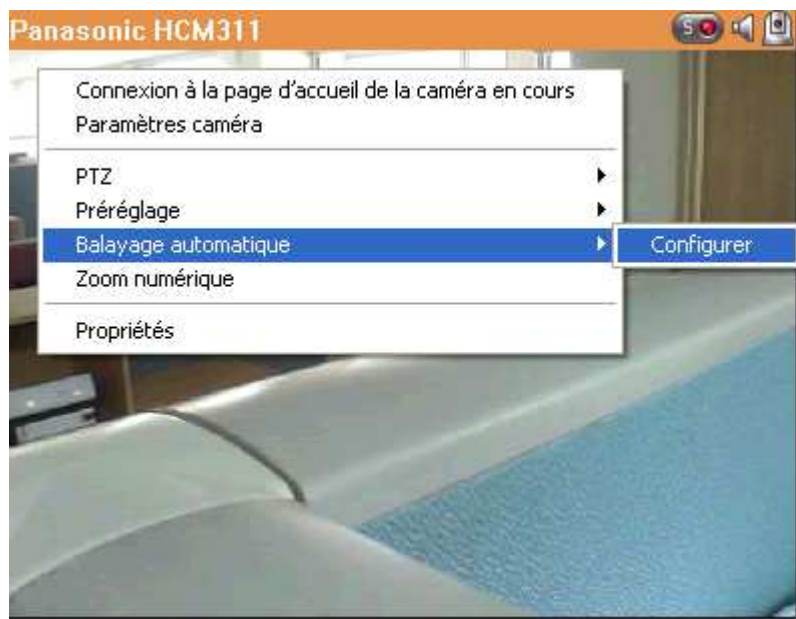 Panasonic HCM311
S
Connexion à la page d'accueil de la caméra en cours
Paramètres caméra
PTZ
Préréglage
Balayage automatique
Configurer
Zoom numérique
Propriétés